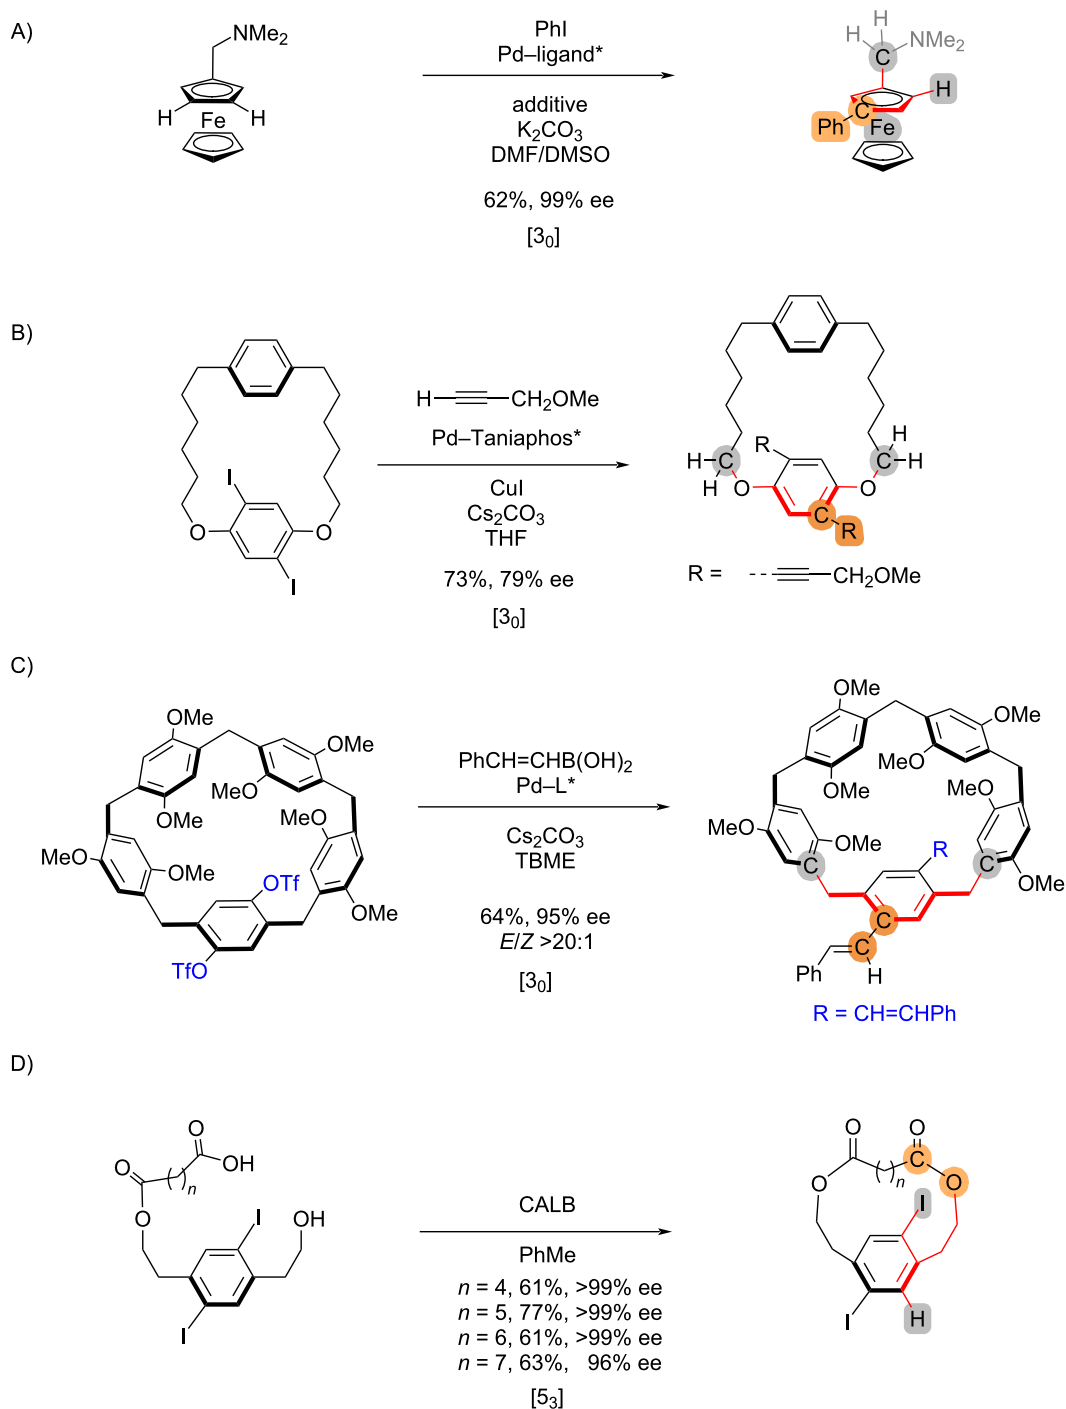 A)
NMe2
H Fe H
PhI
Pd–ligand*
additive
K2CO3
DMF/DMSO
62%, 99% ee
[3₀]
H
H C NMe2
H
C
Ph Fe
B)
I
O O
I
H CH2OMe
Pd–Taniaphos*
CuI
Cs2CO3
THF
73%, 79% ee
[3₀]
R H
H C C H
H O O
C
R
R = CH2OMe
C)
OMe
OMe
MeO
OMe MeO
MeO OMe
OTf
OMe
TfO
PhCH=CHB(OH)2
Pd–L*
Cs2CO3
TBME
64%, 95% ee
E/Z >20:1
[3₀]
OMe
OMe
MeO
OMe MeO
MeO OMe R
C C
OMe
C
C
Ph H
R = CH=CHPh
D)
O
O OH
( )n
O
I OH
I
CALB
PhMe
n = 4, 61%, >99% ee
n = 5, 77%, >99% ee
n = 6, 61%, >99% ee
n = 7, 63%, 96% ee
[5₃]
O O
C
( )n
O O
I
I H